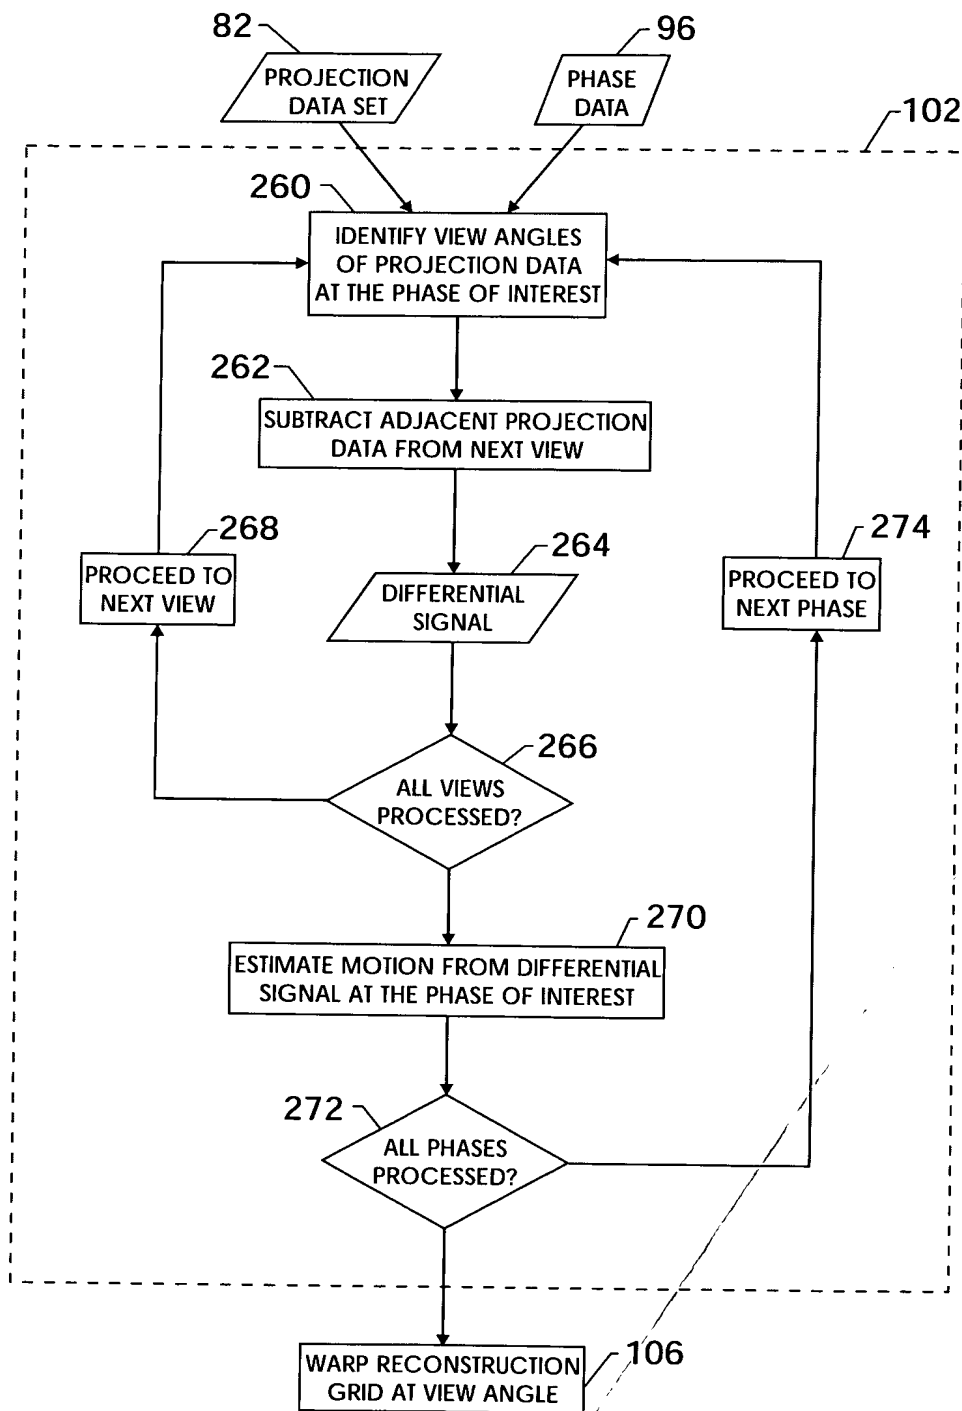 82
96
PROJECTION
DATA SET
PHASE
DATA
102
260
IDENTIFY VIEW ANGLES
OF PROJECTION DATA
AT THE PHASE OF INTEREST
262
SUBTRACT ADJACENT PROJECTION
DATA FROM NEXT VIEW
268
PROCEED TO
NEXT VIEW
264
DIFFERENTIAL
SIGNAL
274
PROCEED TO
NEXT PHASE
266
ALL VIEWS
PROCESSED?
270
ESTIMATE MOTION FROM DIFFERENTIAL
SIGNAL AT THE PHASE OF INTEREST
272
ALL PHASES
PROCESSED?
WARP RECONSTRUCTION
GRID AT VIEW ANGLE
106